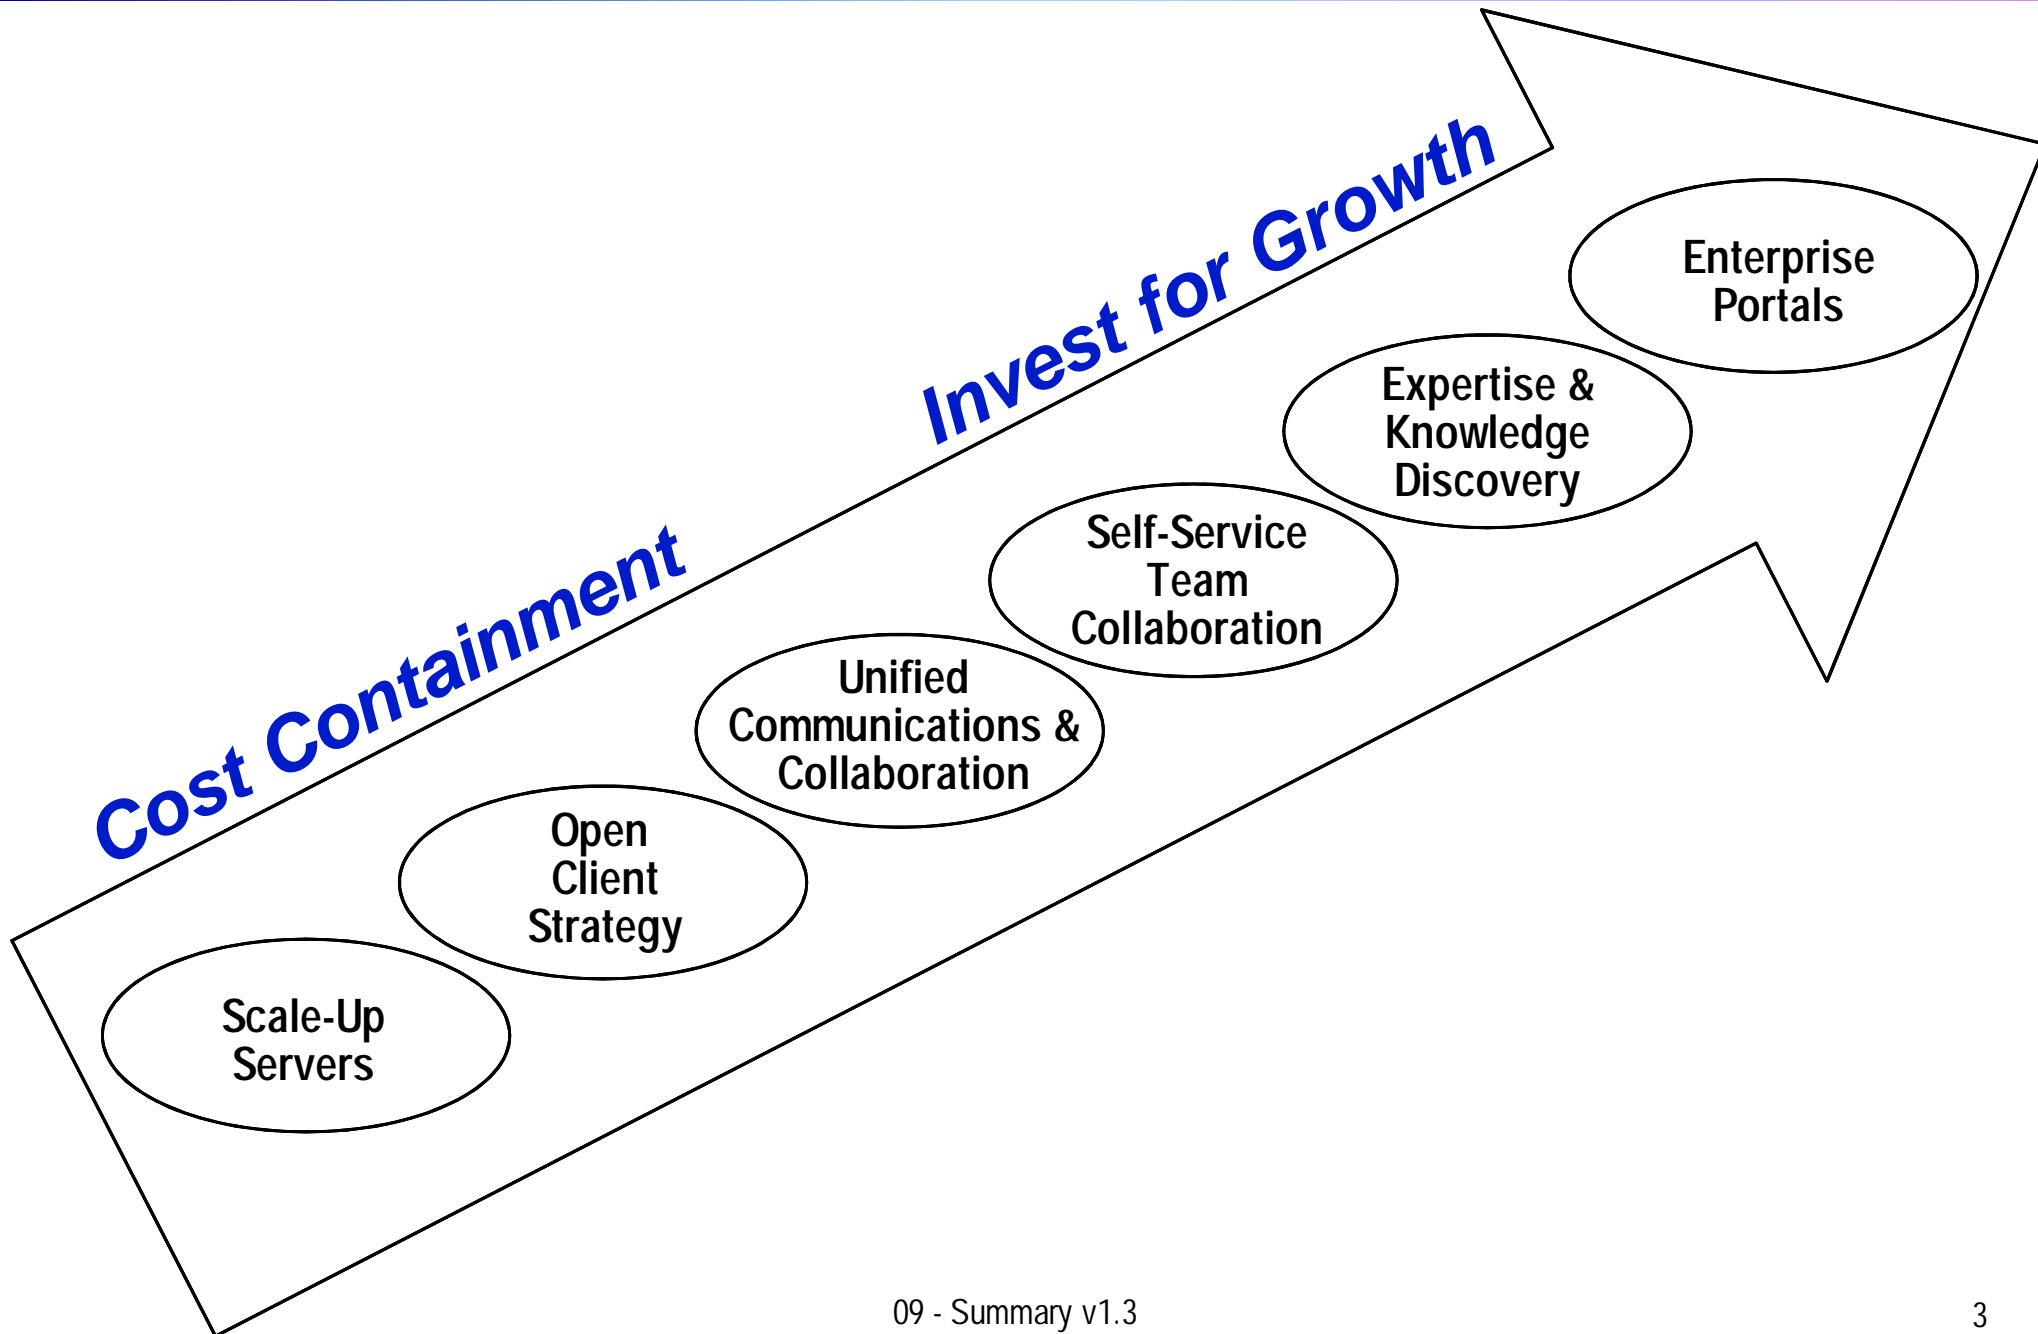 Cost Containment
Invest for Growth
Scale-Up
Servers
Open
Client
Strategy
Unified
Communications &
Collaboration
Self-Service
Team
Collaboration
Expertise &
Knowledge
Discovery
Enterprise
Portals
09 - Summary v1.3
3